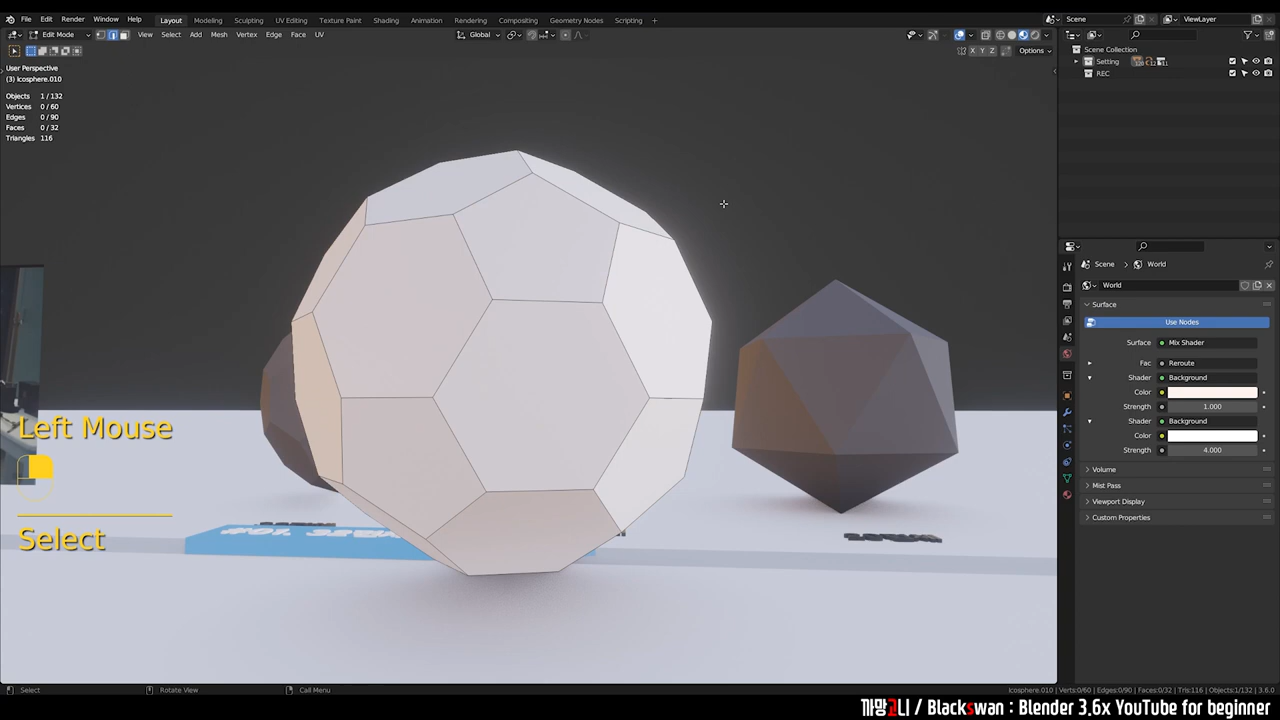 File Edit Render Window Help Layout Modeling Sculpting UV Editing Texture Paint Shading Animation Rendering Compositing Geometry Nodes Scripting + Scene ViewLayer
Edit Mode View Select Add Mesh Vertex Edge Face UV Global
X Y Z Options
User Perspective
(3) Icosphere.010
Objects 1/132
Vertices 0/60
Edges 0/90
Faces 0/32
Triangles 116
Scene Collection
Setting
REC
Scene > World
World
Surface
Use Nodes
Surface Mix Shader
Fac Reroute
Shader Background
Color
Strength 1.000
Shader Background
Color
Strength 4.000
Volume
Mist Pass
Viewport Display
Custom Properties
Left Mouse
Select
Select Rotate View Call Menu Icosphere.010 | Verts:0/60 | Edges:0/90 | Faces:0/32 | Tris:116 | Objects:1/132 | 3.6.0
까망고니 / Blackswan : Blender 3.6x YouTube for beginner